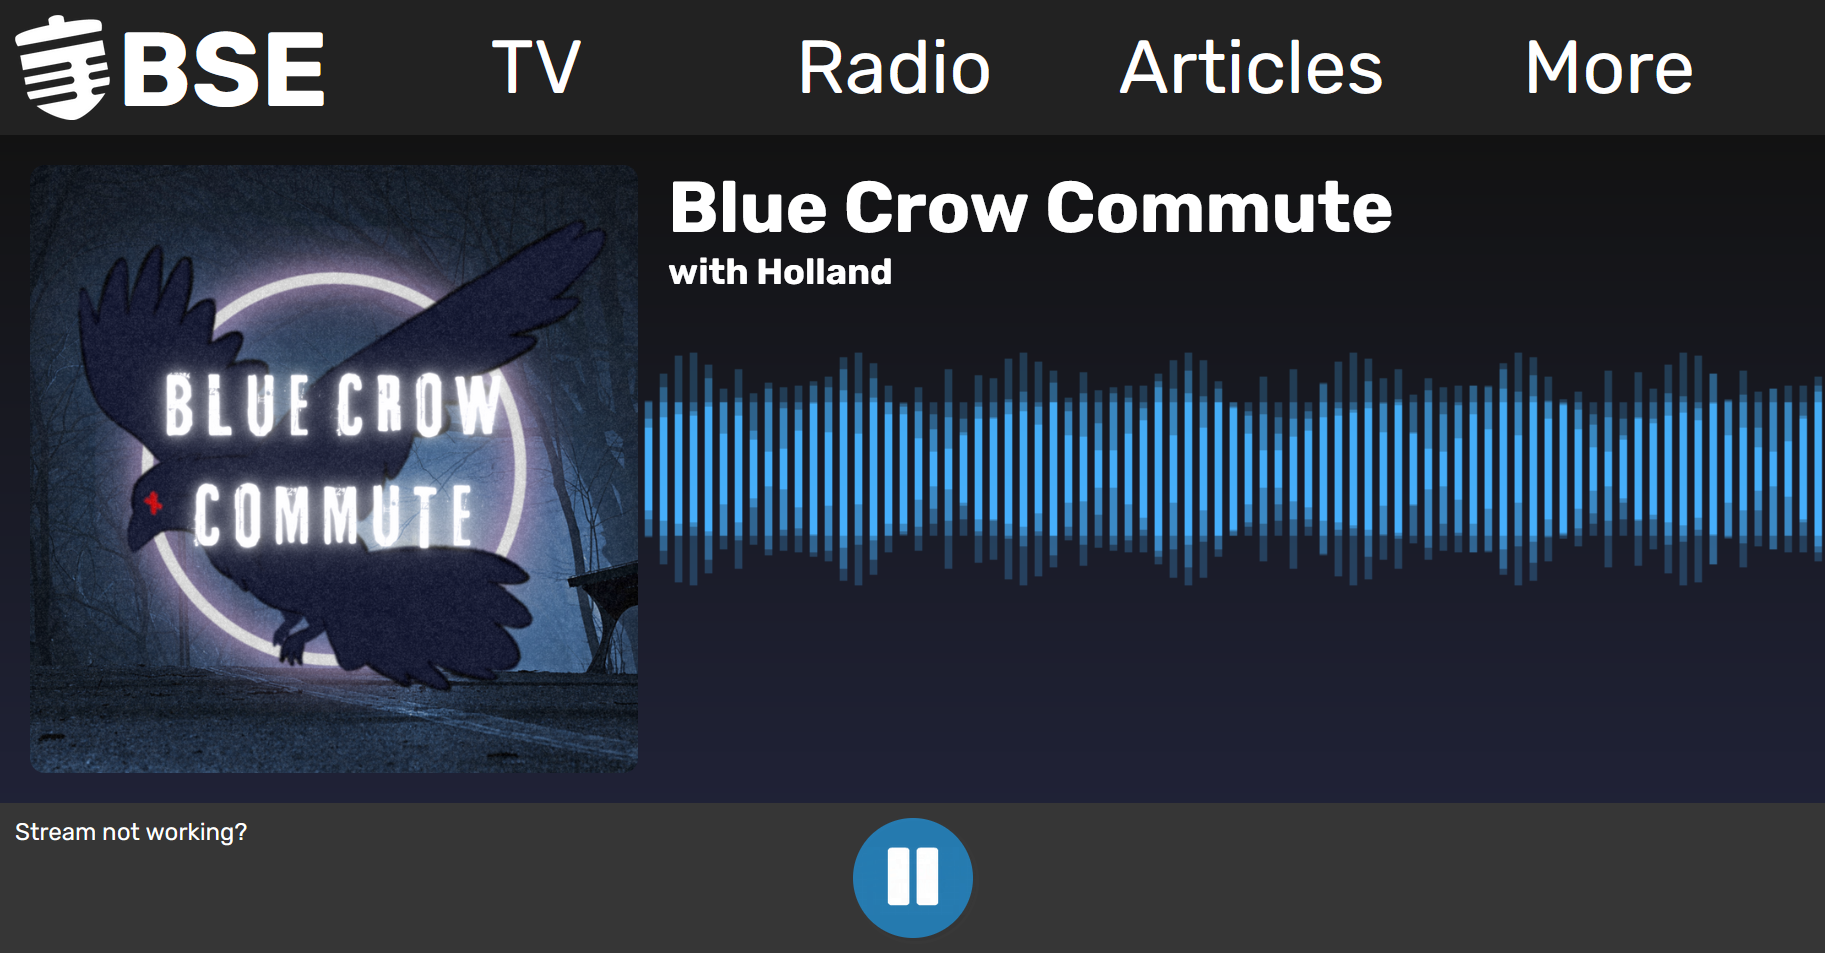 BSE
TV
Radio
Articles
More
BLUE CROW
COMMUTE
Blue Crow Commute
with Holland
Stream not working?